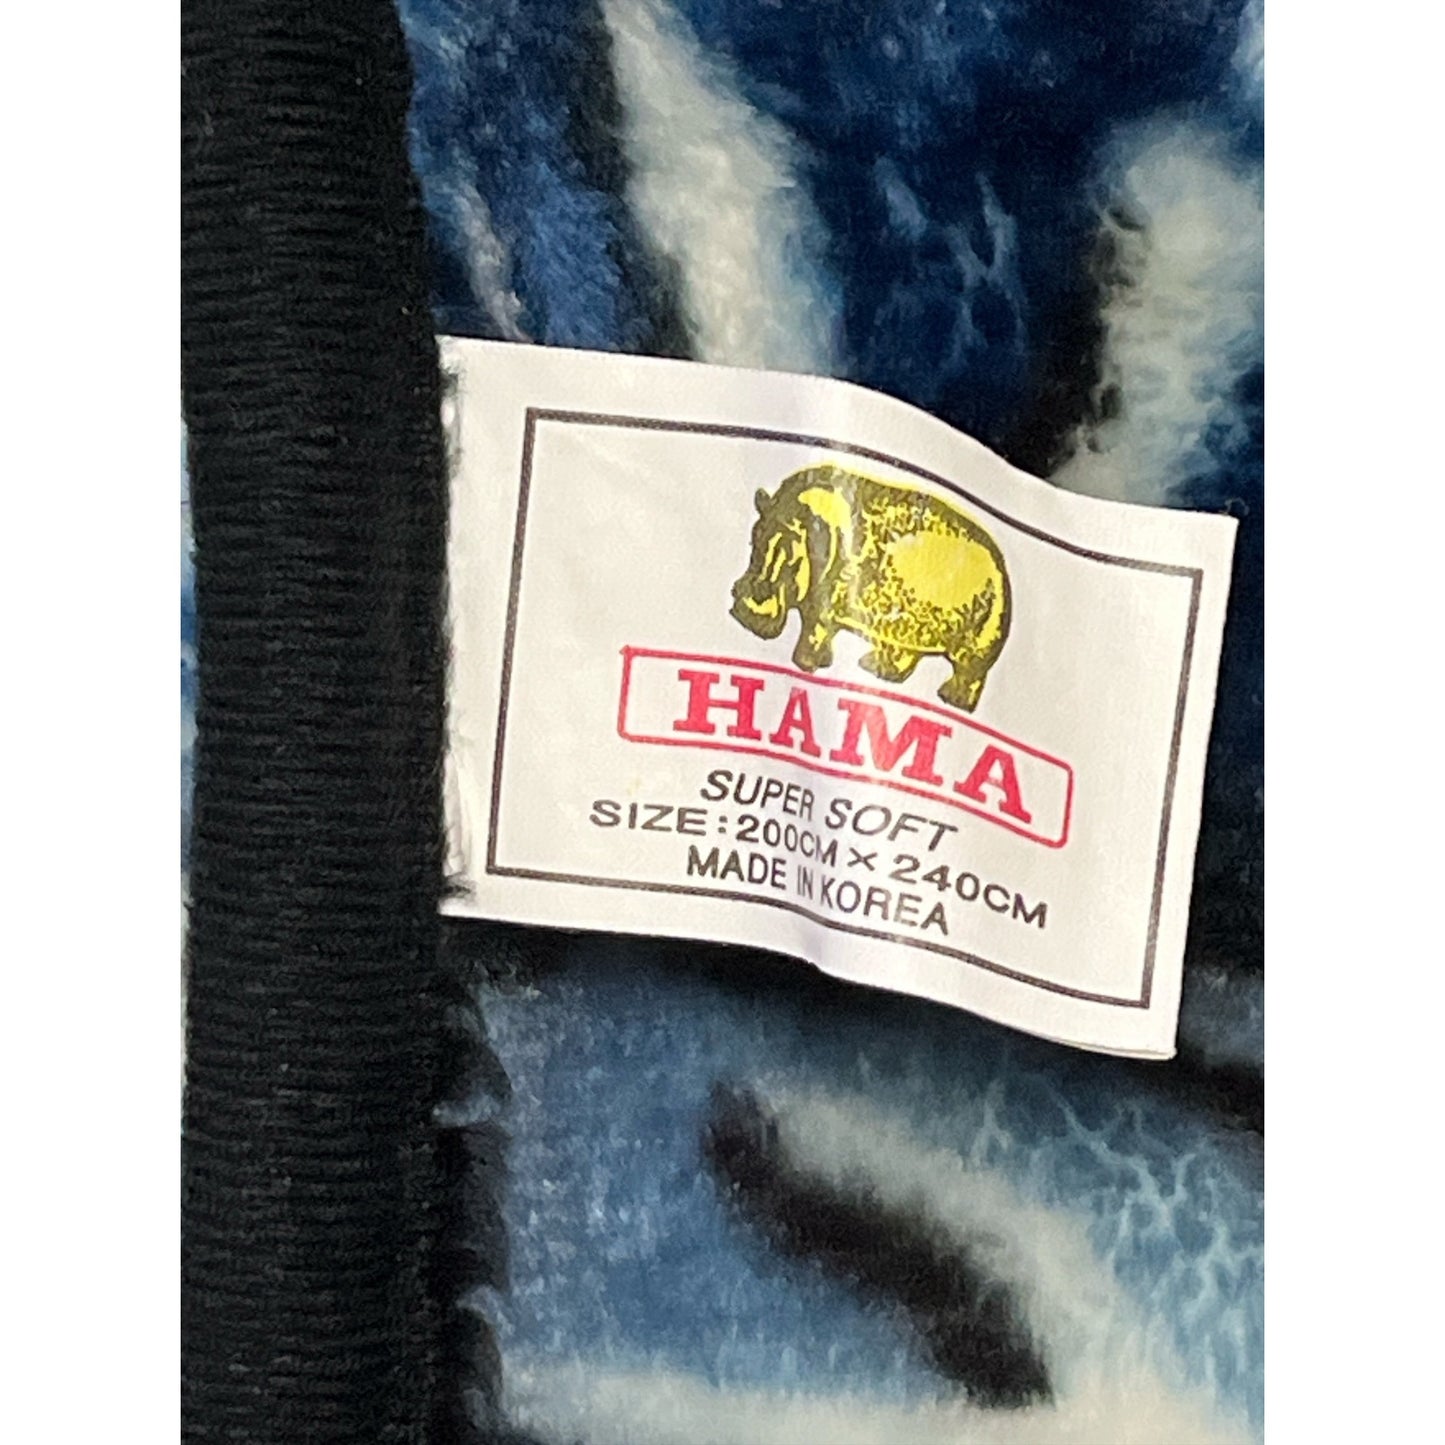 HAMA
SUPER SOFT
SIZE:200CM×240CM
MADE IN KOREA